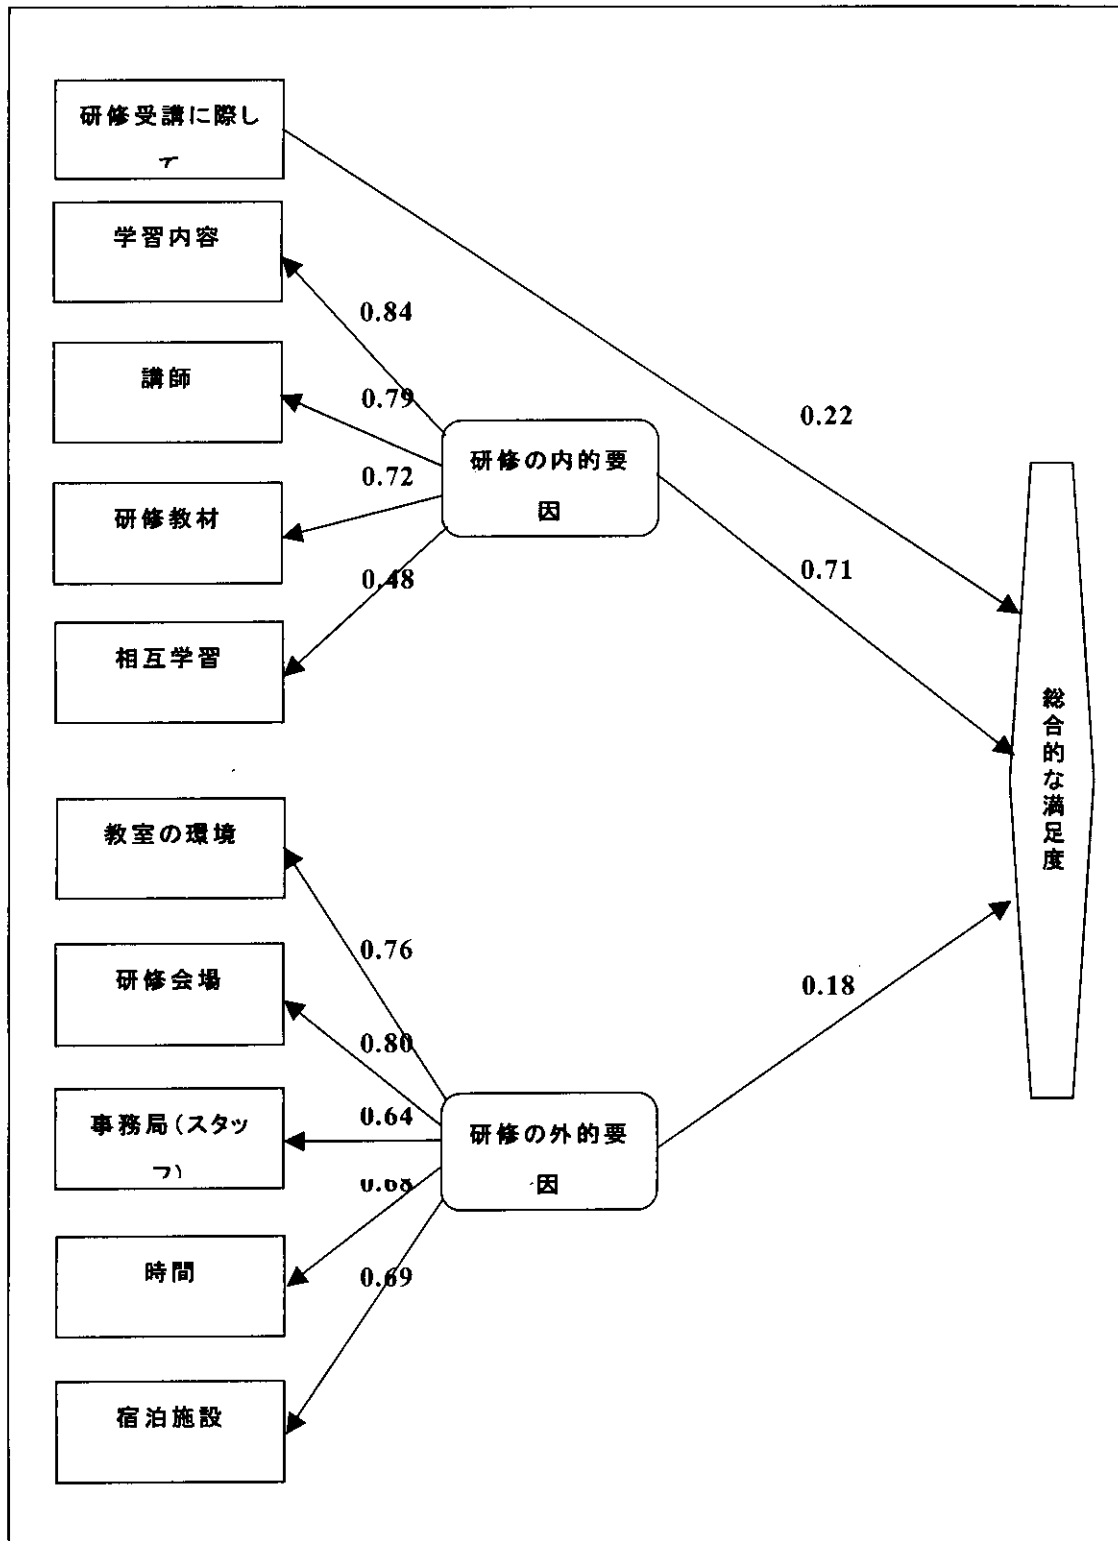 研修受講に際し
て
学習内容
0.84
講師
0.79
0.22
研修の内的要
因
0.72
研修教材
0.71
0.48
相互学習
総合的な満足度
教室の環境
0.76
研修会場
0.18
0.80
事務局(スタッ
フ)
0.64
研修の外的要
因
時間
0.69
宿泊施設